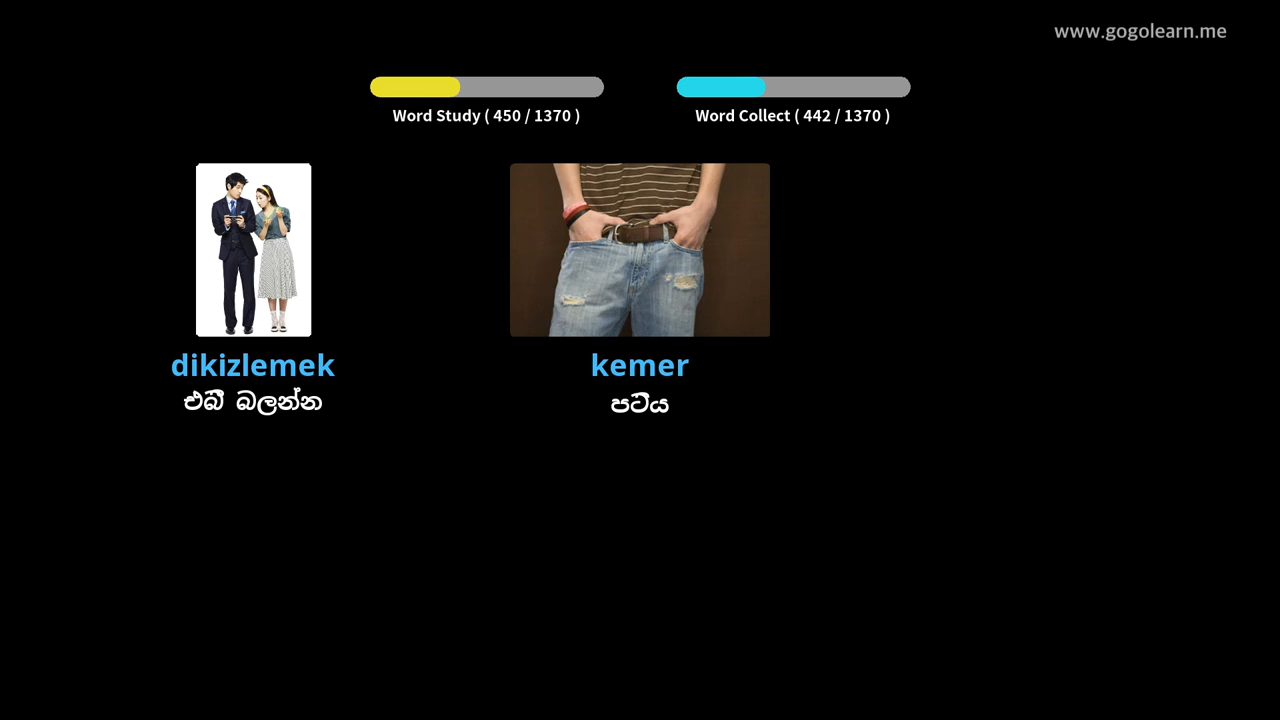 www.gogolearn.me
Word Study ( 450 / 1370 )
Word Collect ( 442 / 1370 )
dikizlemek
එබී බලන්න
kemer
පටිය